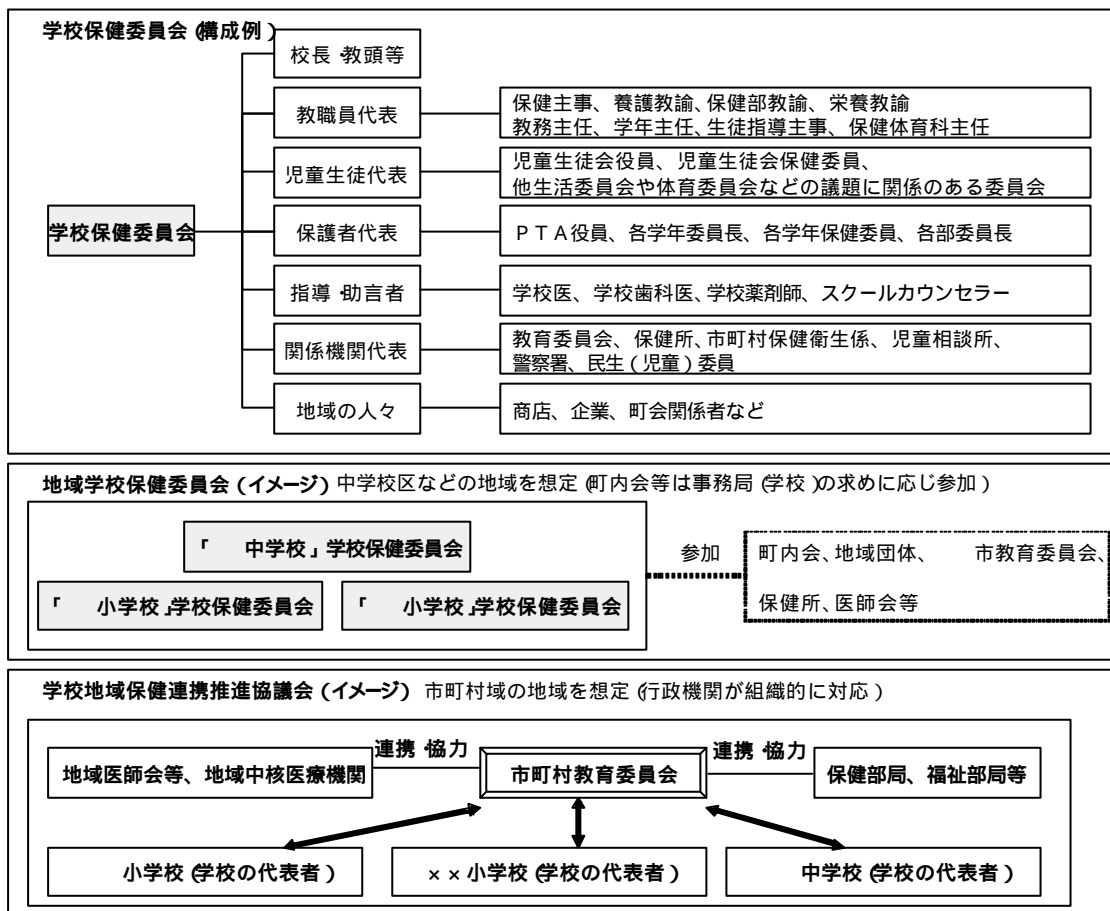 学校保健委員会（構成例）
校長・教頭等
教職員代表
保健主事、養護教諭、保健部教諭、栄養教諭
教務主任、学年主任、生徒指導主事、保健体育科主任
児童生徒代表
児童生徒会役員、児童生徒会保健委員、
他生活委員会や体育委員会などの議題に関係のある委員会
学校保健委員会
保護者代表
ＰＴＡ役員、各学年委員長、各学年保健委員、各部委員長
指導・助言者
学校医、学校歯科医、学校薬剤師、スクールカウンセラー
関係機関代表
教育委員会、保健所、市町村保健衛生係、児童相談所、
警察署、民生（児童）委員
地域の人々
商店、企業、町会関係者など
地域学校保健委員会（イメージ） 中学校区などの地域を想定（町内会等は事務局（学校）の求めに応じ参加）
「　　中学校」学校保健委員会
「　　小学校」学校保健委員会
「　　小学校」学校保健委員会
参加
町内会、地域団体、　　市教育委員会、
保健所、医師会等
学校地域保健連携推進協議会（イメージ） 市町村域の地域を想定（行政機関が組織的に対応）
地域医師会等、地域中核医療機関
連携・協力
市町村教育委員会
連携・協力
保健部局、福祉部局等
小学校（学校の代表者）
××小学校（学校の代表者）
中学校（学校の代表者）